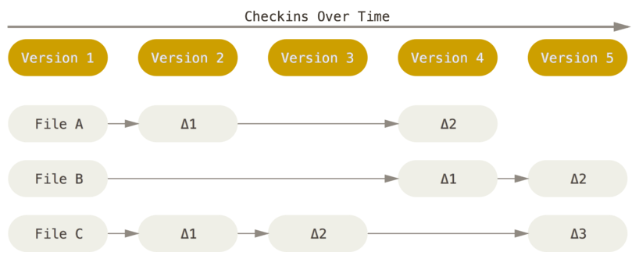 Checkins Over Time
Version 1 Version 2 Version 3 Version 4 Version 5
File A Δ1 Δ2
File B Δ1 Δ2
File C Δ1 Δ2 Δ3